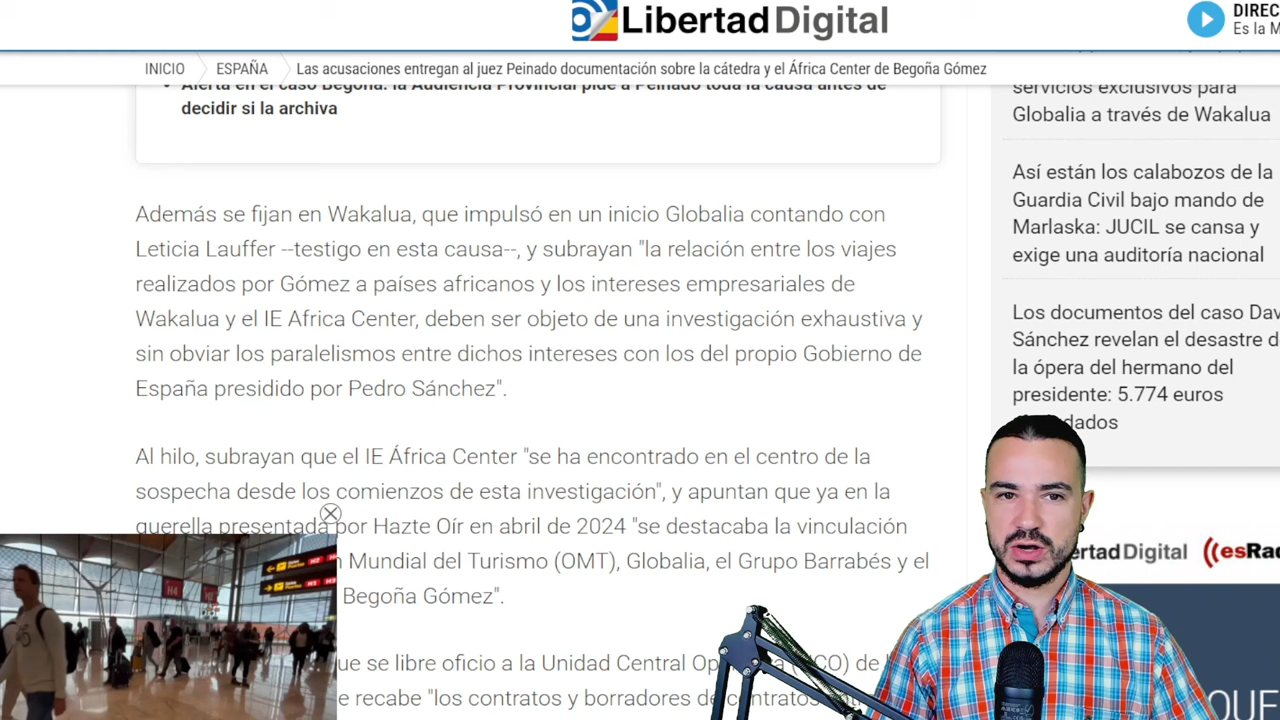 Libertad Digital
DIREC
Es la M
INICIO
ESPAÑA
Las acusaciones entregan al juez Peinado documentación sobre la cátedra y el África Center de Begoña Gómez
Alerta en el caso Begoña: la Audiencia Provincial pide a Peinado toda la causa antes de
decidir si la archiva
Además se fijan en Wakalua, que impulsó en un inicio Globalia contando con
Leticia Lauffer --testigo en esta causa--, y subrayan "la relación entre los viajes
realizados por Gómez a países africanos y los intereses empresariales de
Wakalua y el IE Africa Center, deben ser objeto de una investigación exhaustiva y
sin obviar los paralelismos entre dichos intereses con los del propio Gobierno de
España presidido por Pedro Sánchez".
Al hilo, subrayan que el IE África Center "se ha encontrado en el centro de la
sospecha desde los comienzos de esta investigación", y apuntan que ya en la
querella presentada por Hazte Oír en abril de 2024 "se destacaba la vinculación
Mundial del Turismo (OMT), Globalia, el Grupo Barrabés y el
Begoña Gómez".
que se libre oficio a la Unidad Central de
e recabe "los contratos y borradores de contratos
servicios exclusivos para
Globalia a través de Wakalua
Así están los calabozos de la
Guardia Civil bajo mando de
Marlaska: JUCIL se cansa y
exige una auditoría nacional
Los documentos del caso Dav
Sánchez revelan el desastre d
la ópera del hermano del
presidente: 5.774 euros
dados
bertad Digital
esRad
QUE
H4